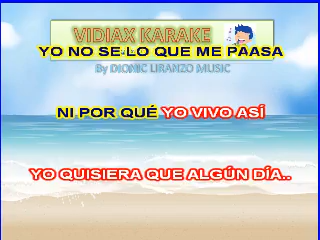 VIDIAX KARAKE
YO NO SE LO QUE ME PAASA
By DIONIC LIRANZO MUSIC
NI POR QUÉ YO VIVO ASÍ
YO QUISIERA QUE ALGÚN DÍA..